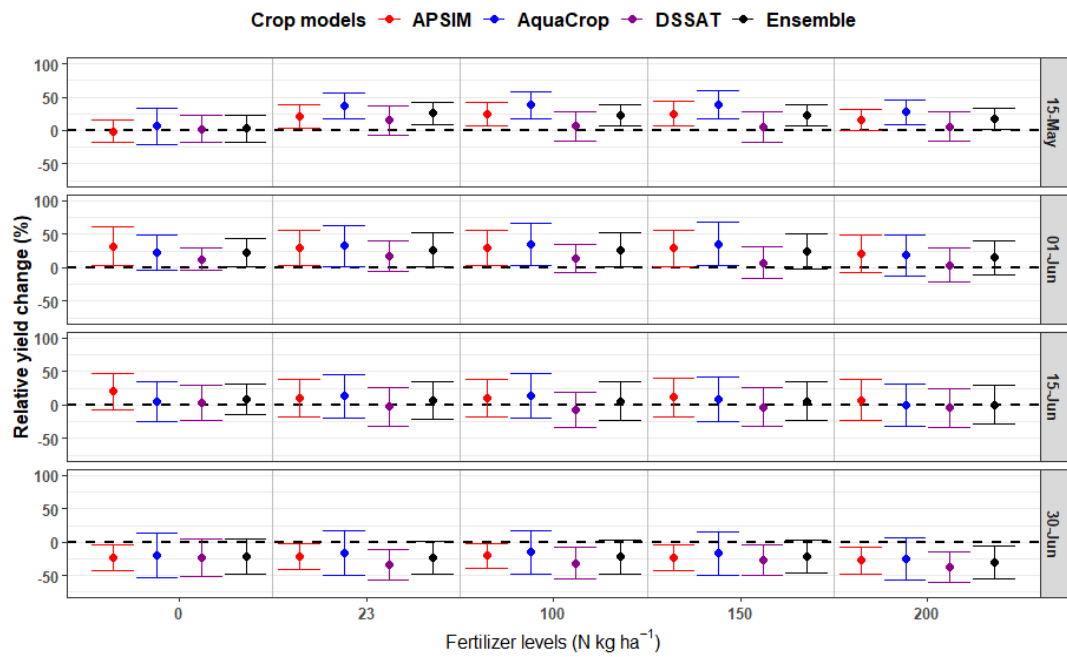 Crop models APSIM AquaCrop DSSAT Ensemble
Relative yield change (%)
100
50
0
-50
15-May
100
50
0
-50
01-Jun
100
50
0
-50
15-Jun
100
50
0
-50
30-Jun
0 23 100 150 200
Fertilizer levels (N kg ha⁻¹)